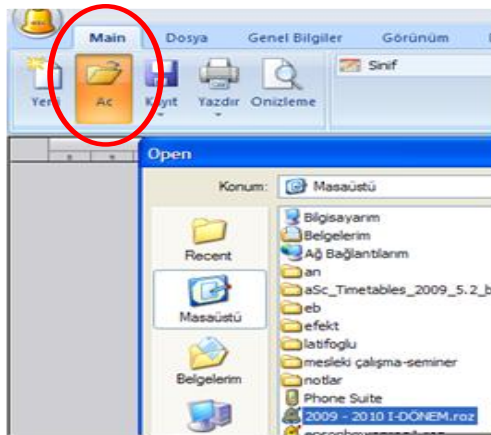 Main Dosya Genel Bilgiler Görünüm
Sinif
Yeni Aç Kayıt Yazdır Onizleme
Open
Konum: Masaüstü
Bilgisayarım
Belgelerim
Ağ Bağlantılarım
an
aSc_Timetables_2009_5.2_b
eb
efekt
latifoglu
mesleki çalışma-seminer
notlar
Phone Suite
2009 - 2010 I-DÖNEM.roz
Recent
Masaüstü
Belgelerim